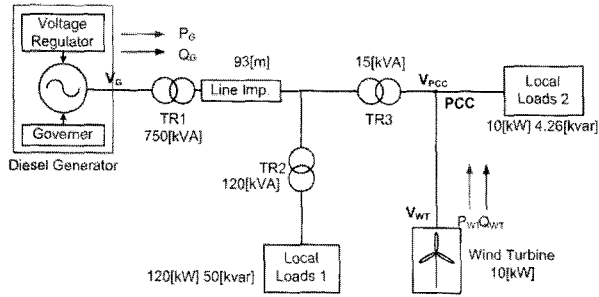 Voltage
Regulator
Governer
Diesel Generator
P_G
Q_G
V_G
TR1
750[kVA]
93[m]
Line Imp.
TR2
120[kVA]
120[kW] 50[kvar]
Local
Loads 1
15[kVA]
TR3
V_PCC
PCC
Local
Loads 2
10[kW] 4.26[kvar]
P_WT Q_WT
V_WT
Wind Turbine
10[kW]